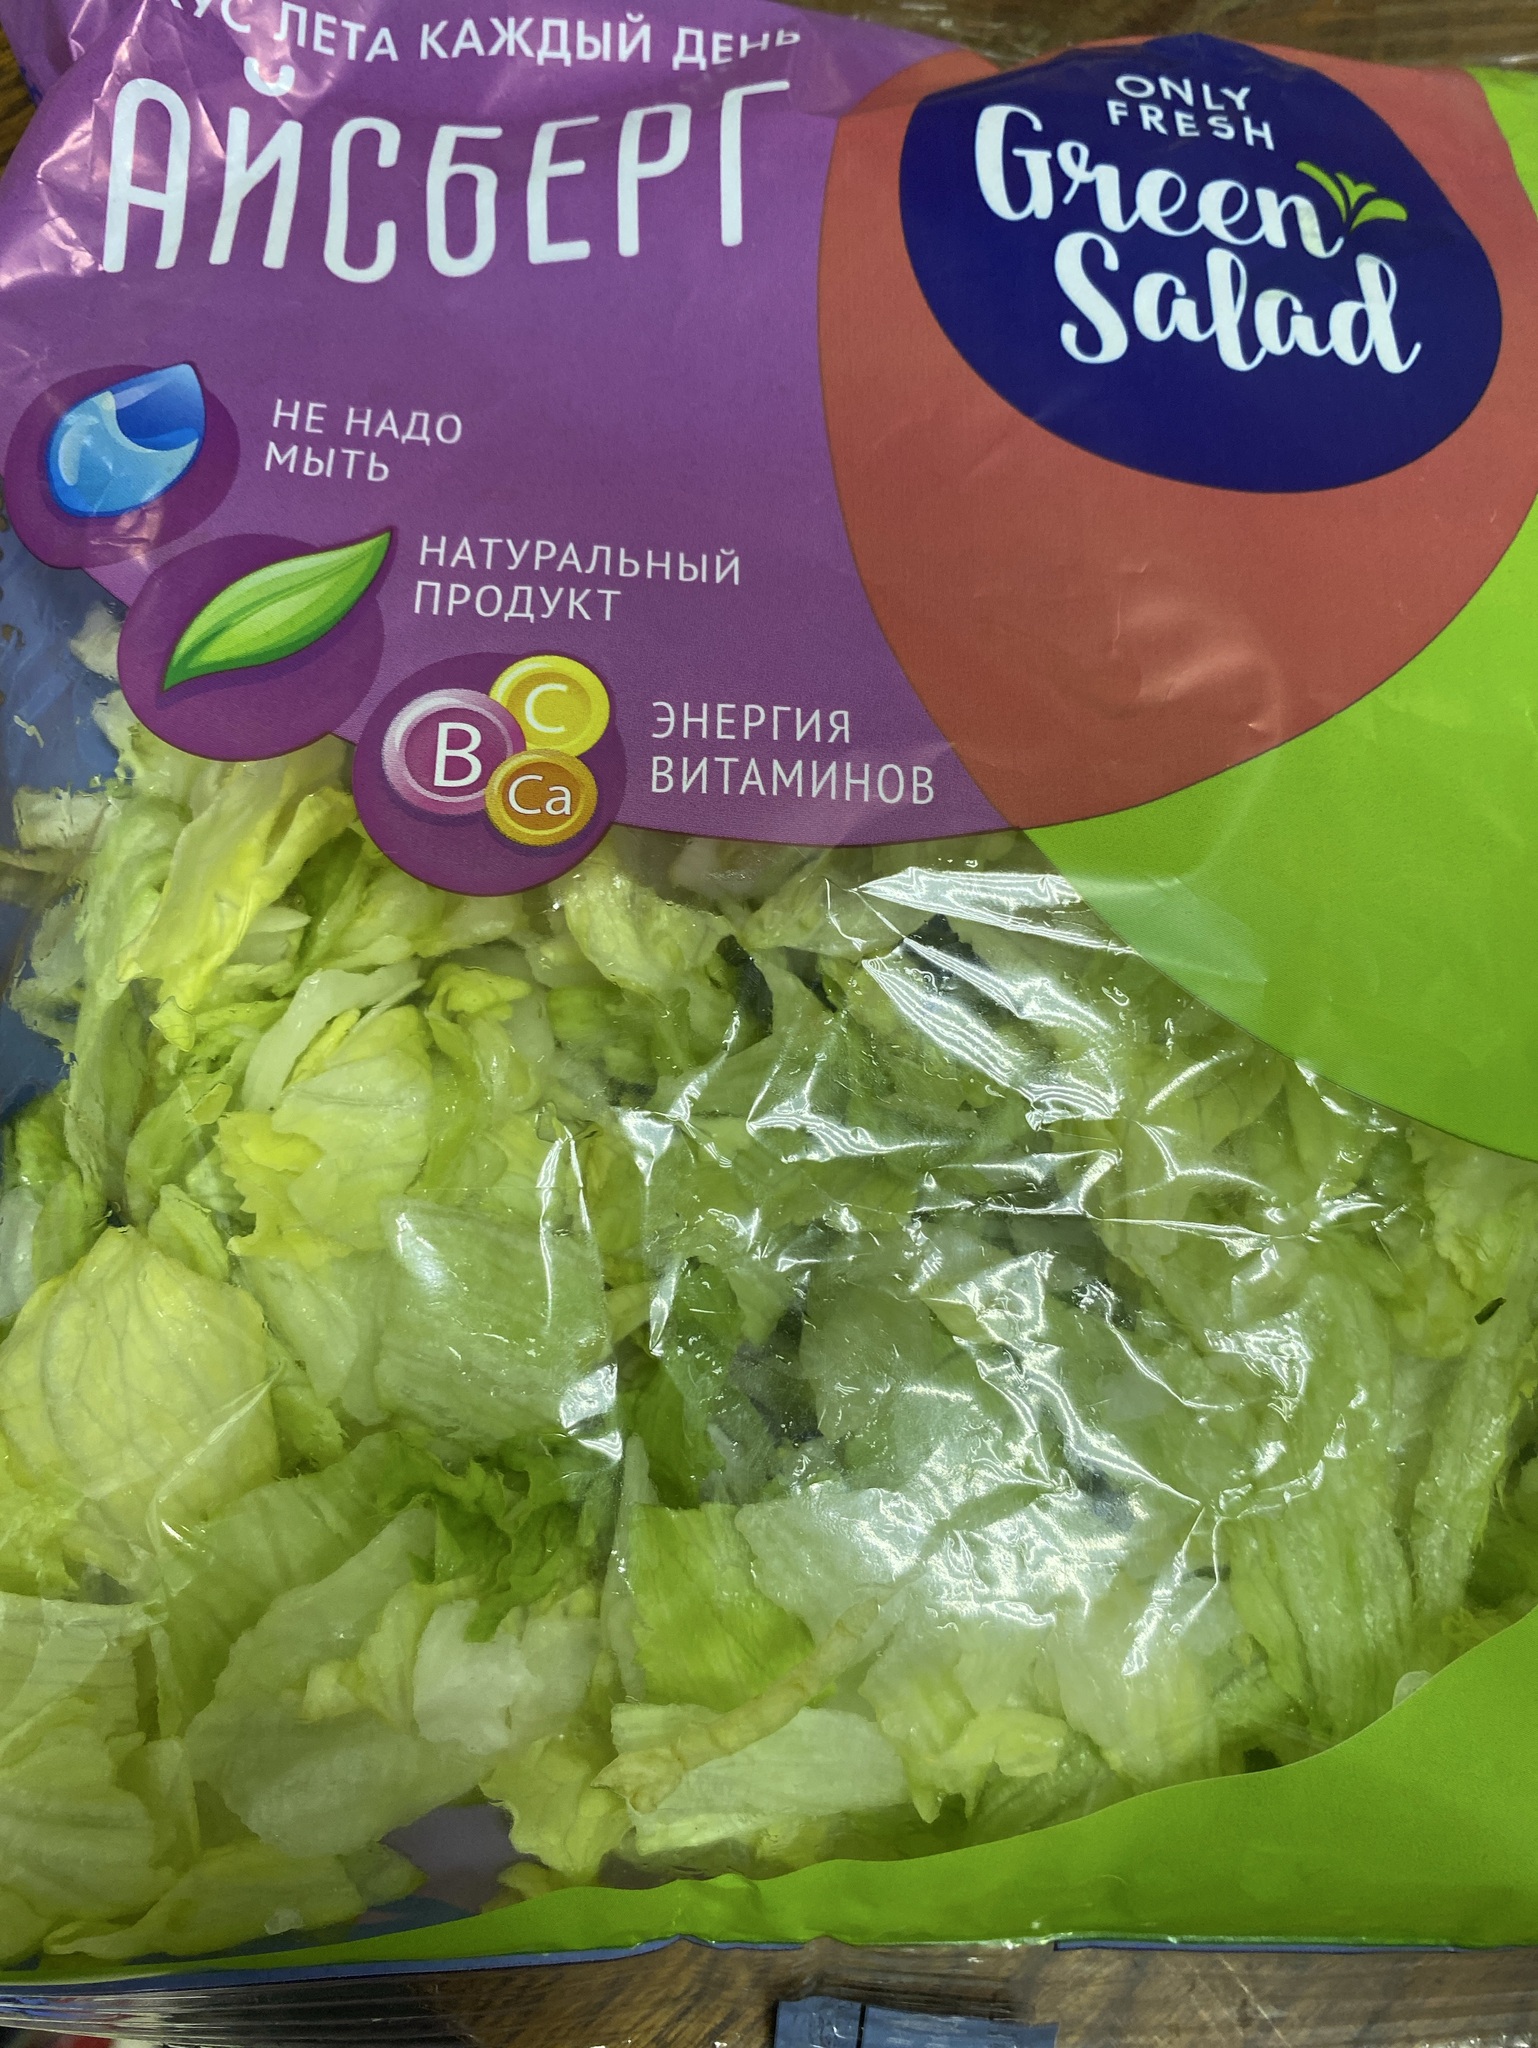 ЛЕТА КАЖДЫЙ ДЕНЬ
АЙСБЕРГ
ONLY
FRESH
Green
Salad
НЕ НАДО
МЫТЬ
НАТУРАЛЬНЫЙ
ПРОДУКТ
B
C
Ca
ЭНЕРГИЯ
ВИТАМИНОВ